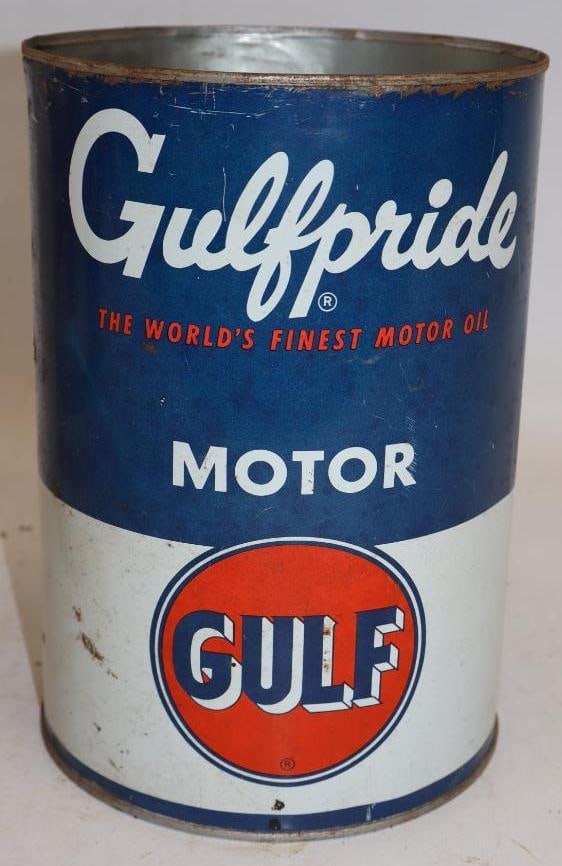 Gulfpride®
THE WORLD'S FINEST MOTOR OIL
MOTOR
GULF
®